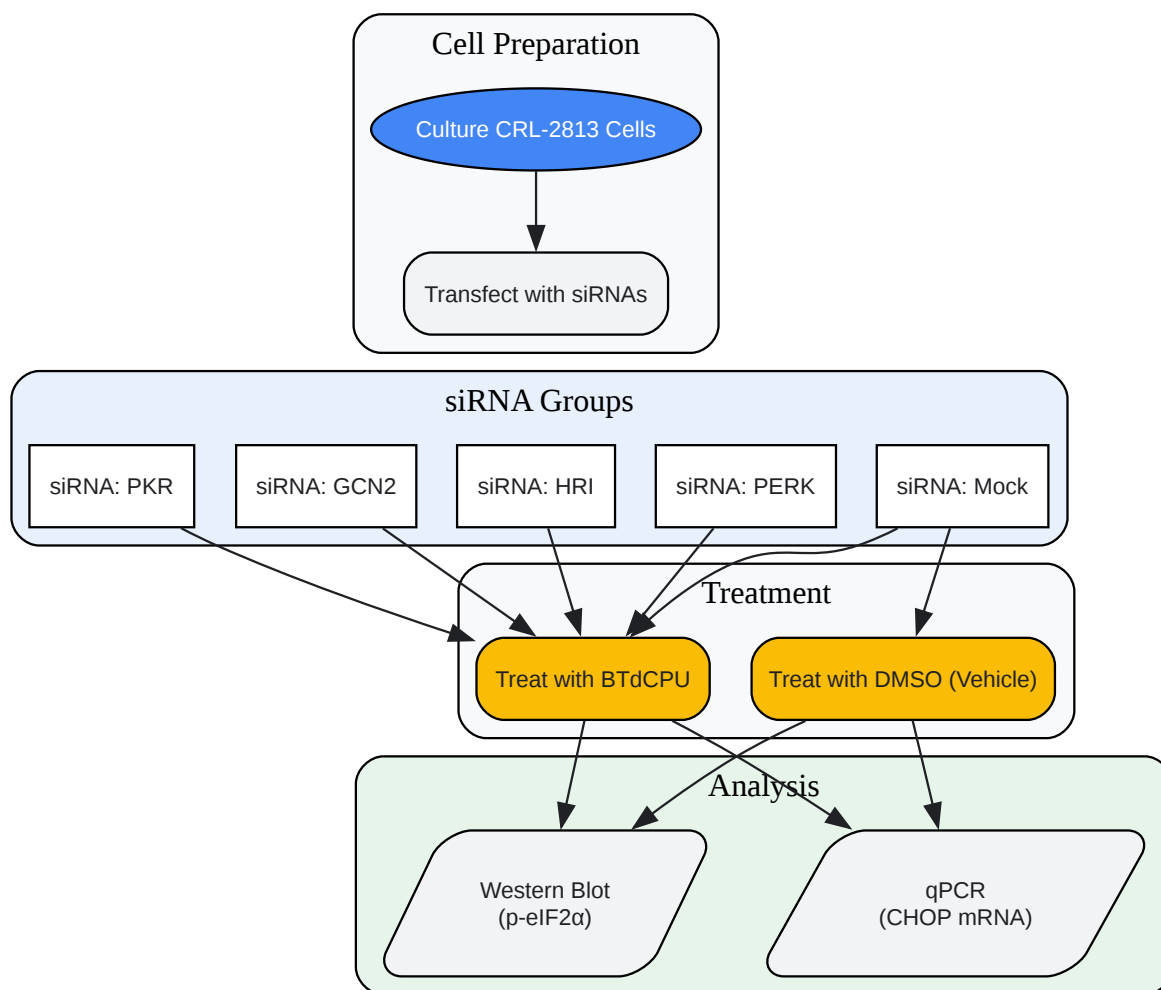 Cell Preparation
Culture CRL-2813 Cells
Transfect with siRNAs
siRNA Groups
siRNA: PKR
siRNA: GCN2
siRNA: HRI
siRNA: PERK
siRNA: Mock
Treatment
Treat with BTdCPU
Treat with DMSO (Vehicle)
Analysis
Western Blot
(p-eIF2α)
qPCR
(CHOP mRNA)